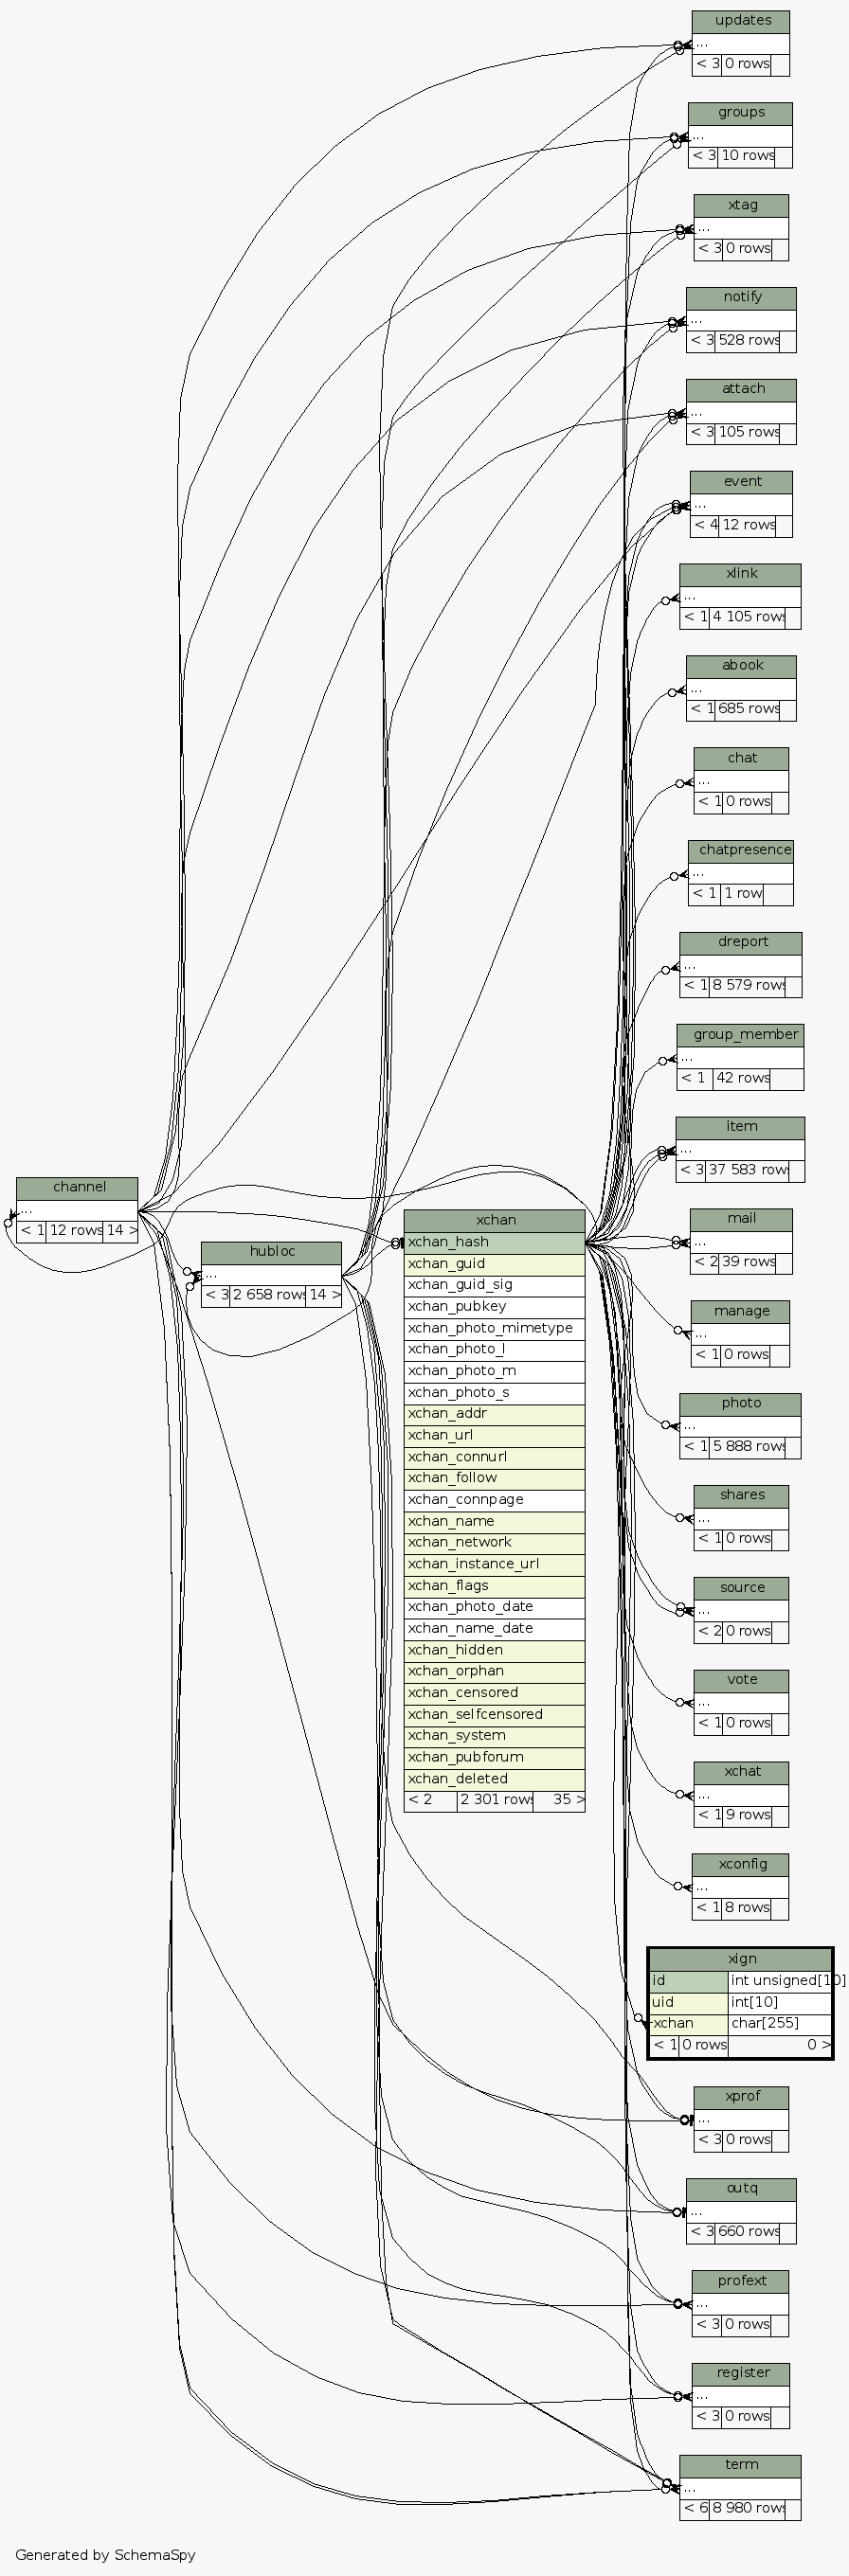 updates
...
< 3 0 rows
groups
...
< 3 10 rows
xtag
...
< 3 0 rows
notify
...
< 3 528 rows
attach
...
< 3 105 rows
event
...
< 4 12 rows
xlink
...
< 1 4 105 rows
abook
...
< 1 685 rows
chat
...
< 1 0 rows
chatpresence
...
< 1 1 row
dreport
...
< 1 8 579 rows
group_member
...
< 1 42 rows
item
...
< 3 37 583 rows
channel
...
< 1 12 rows 14 >
hubloc
...
< 3 2 658 rows 14 >
xchan
xchan_hash
xchan_guid
xchan_guid_sig
xchan_pubkey
xchan_photo_mimetype
xchan_photo_l
xchan_photo_m
xchan_photo_s
xchan_addr
xchan_url
xchan_connurl
xchan_follow
xchan_connpage
xchan_name
xchan_network
xchan_instance_url
xchan_flags
xchan_photo_date
xchan_name_date
xchan_hidden
xchan_orphan
xchan_censored
xchan_selfcensored
xchan_system
xchan_pubforum
xchan_deleted
< 2 2 301 rows 35 >
mail
...
< 2 39 rows
manage
...
< 1 0 rows
photo
...
< 1 5 888 rows
shares
...
< 1 0 rows
source
...
< 2 0 rows
vote
...
< 1 0 rows
xchat
...
< 1 9 rows
xconfig
...
< 1 8 rows
xign
id int unsigned[10]
uid int[10]
xchan char[255]
< 1 0 rows 0 >
xprof
...
< 3 0 rows
outq
...
< 3 660 rows
profext
...
< 3 0 rows
register
...
< 3 0 rows
term
...
< 6 8 980 rows
Generated by SchemaSpy